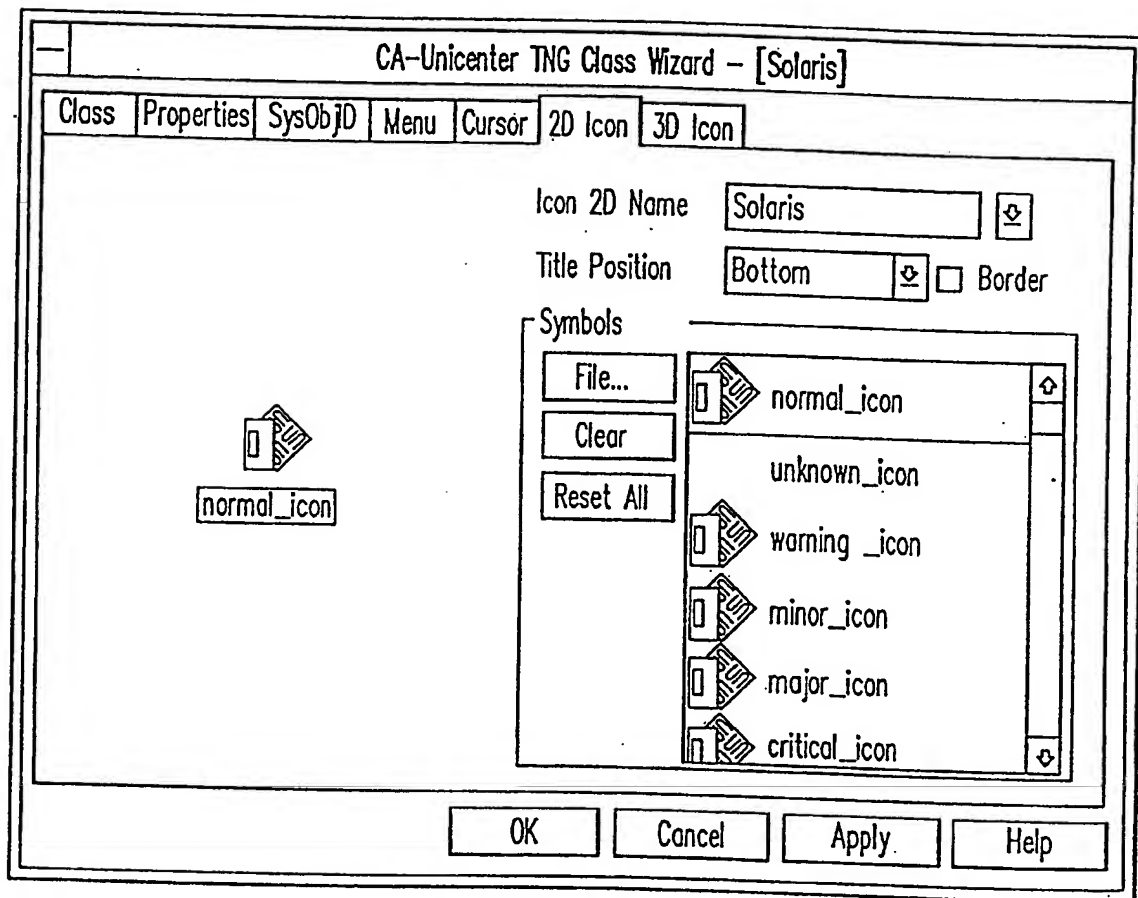 CA-Unicenter TNG Class Wizard - [Solaris]
Class Properties SysObjD Menu Cursor 2D Icon 3D Icon
Icon 2D Name Solaris
Title Position Bottom Border
Symbols
File...
Clear
Reset All
normal_icon
unknown_icon
warning _icon
minor_icon
major_icon
critical_icon
normal_icon
OK Cancel Apply Help